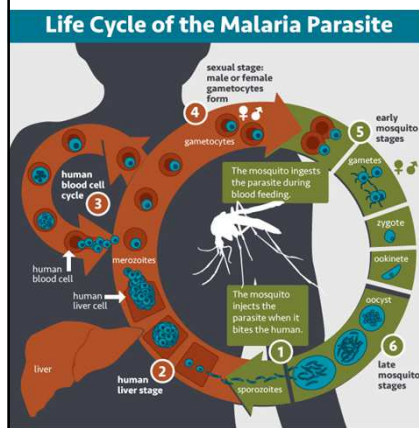 Life Cycle of the Malaria Parasite
sexual stage:
male or female
gametocytes
form
4
gametocytes
5
early
mosquito
stages
gametes
zygote
ookinete
oocyst
6
late
mosquito
stages
The mosquito ingests
the parasite during
blood feeding.
The mosquito
injects the
parasite when it
bites the human.
1
sporozoites
2
human
liver stage
liver
human
liver cell
merozoites
human
blood cell
human
blood cell
cycle
3